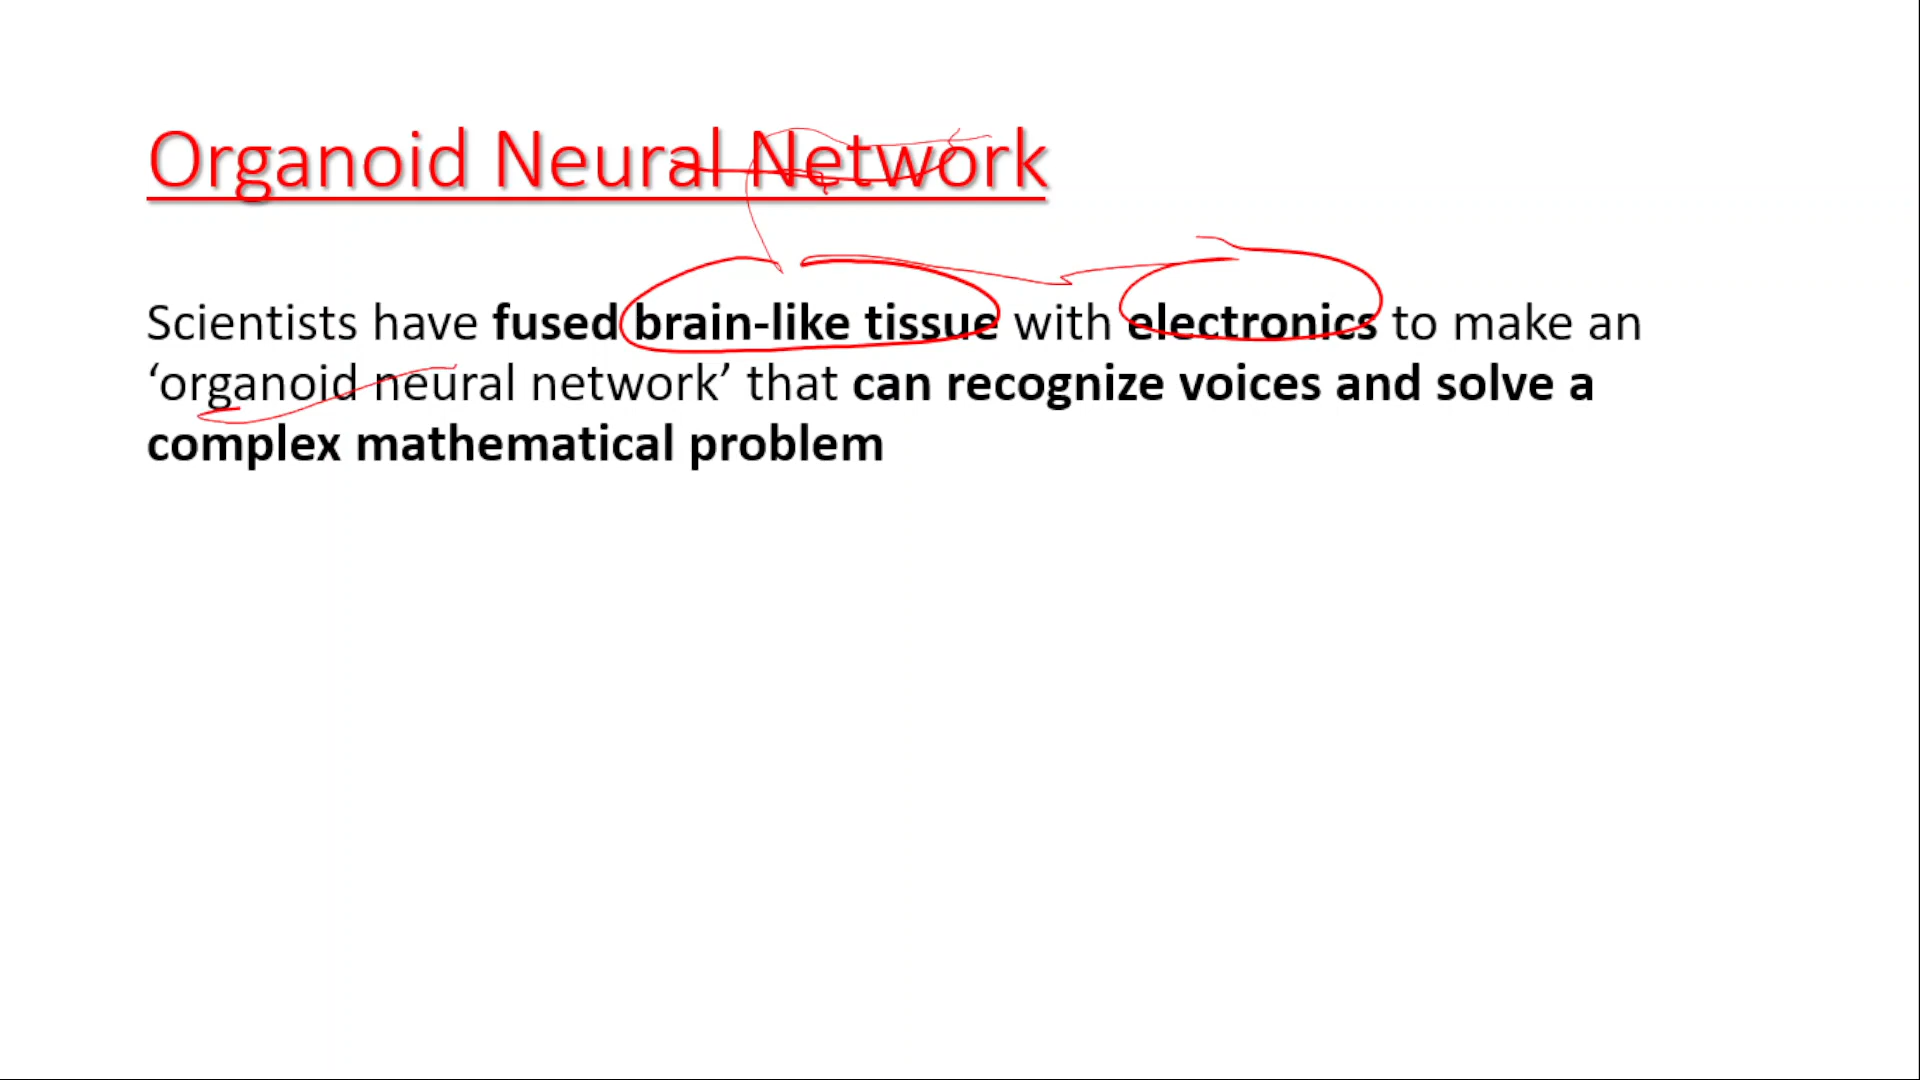 Organoid Neural Network
Scientists have fused brain-like tissue with electronics to make an
‘organoid neural network’ that can recognize voices and solve a
complex mathematical problem